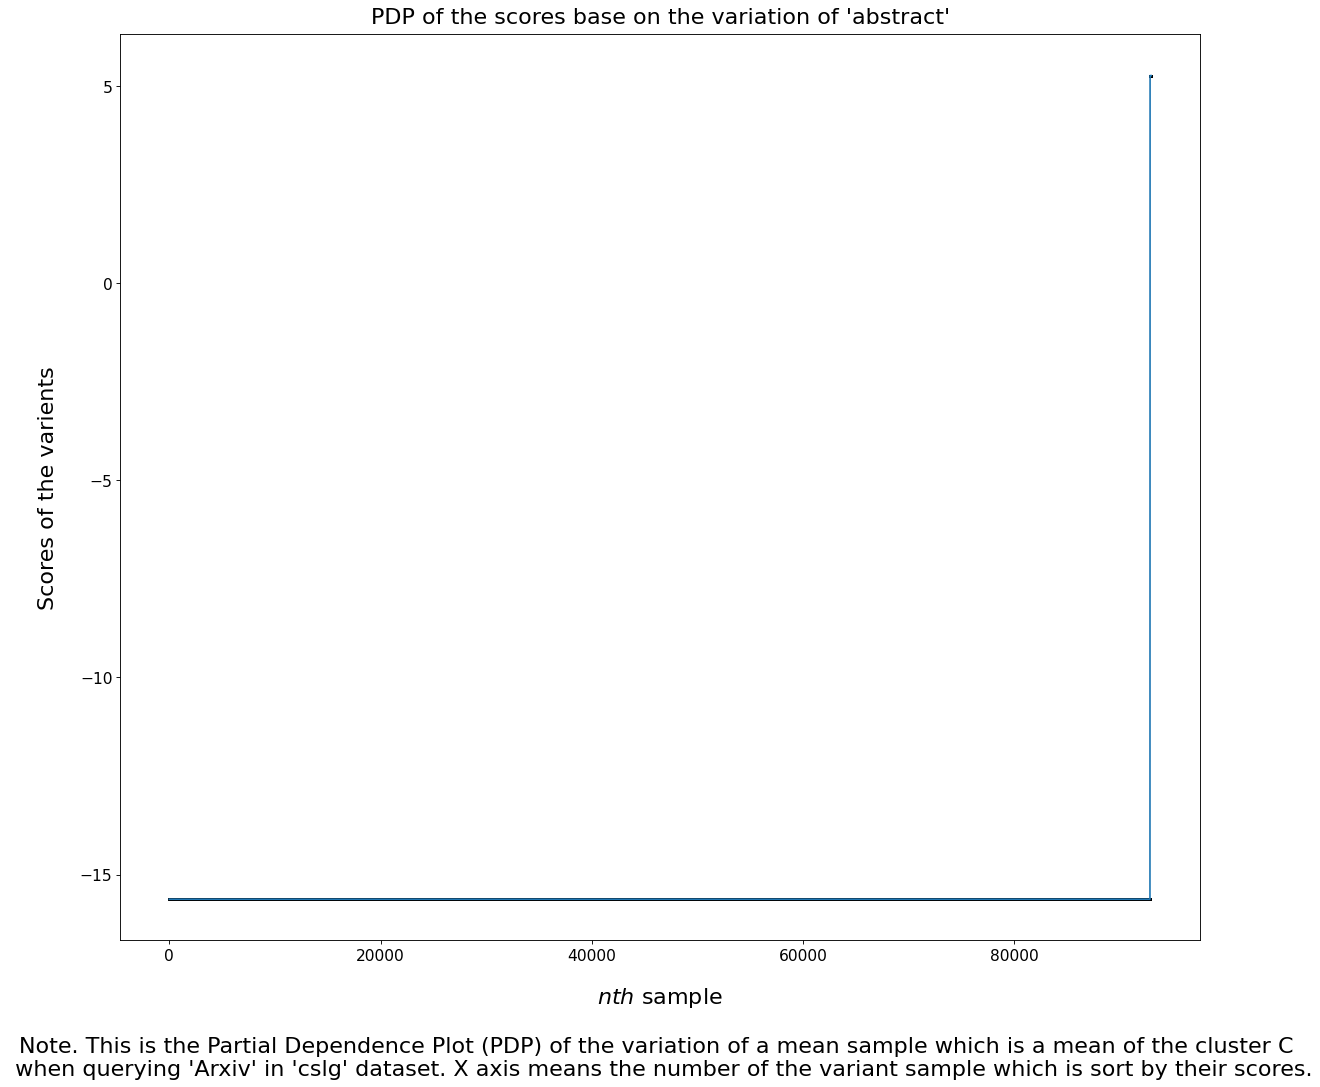 PDP of the scores base on the variation of 'abstract'
Scores of the varients
5
0
−5
−10
−15
0 20000 40000 60000 80000
nth sample
Note. This is the Partial Dependence Plot (PDP) of the variation of a mean sample which is a mean of the cluster C
when querying 'Arxiv' in 'cslg' dataset. X axis means the number of the variant sample which is sort by their scores.